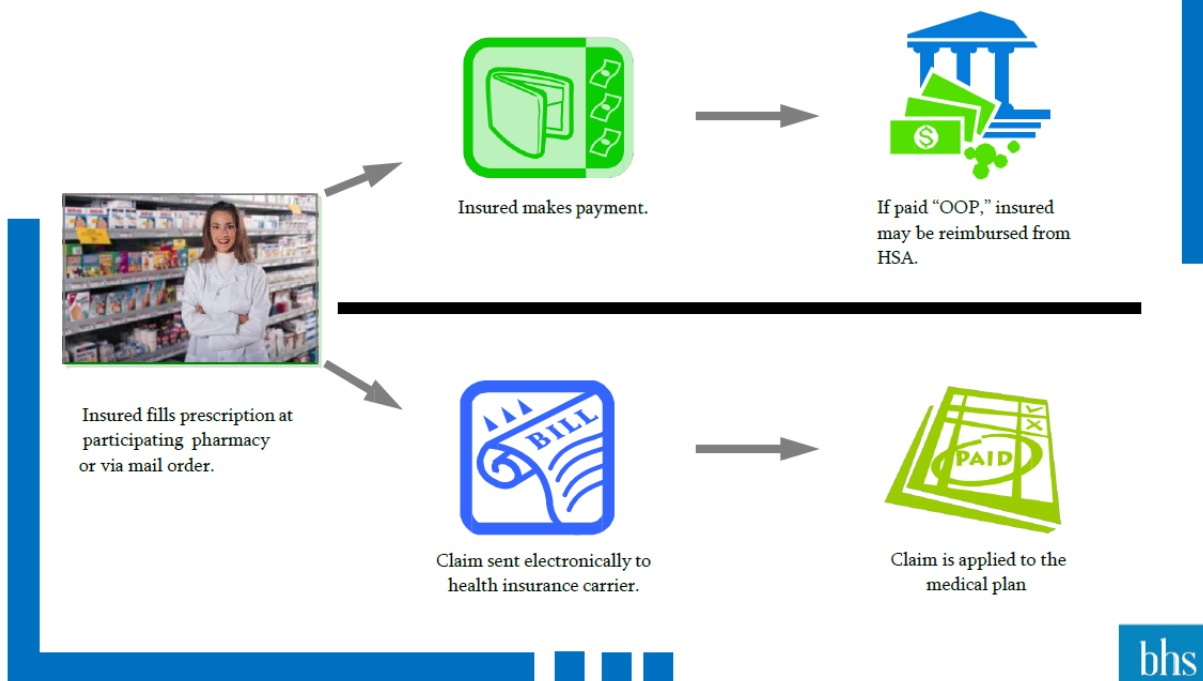 Insured makes payment.
If paid “OOP,” insured
may be reimbursed from
HSA.
Insured fills prescription at
participating pharmacy
or via mail order.
BILL
PAID
Claim sent electronically to
health insurance carrier.
Claim is applied to the
medical plan
bhs